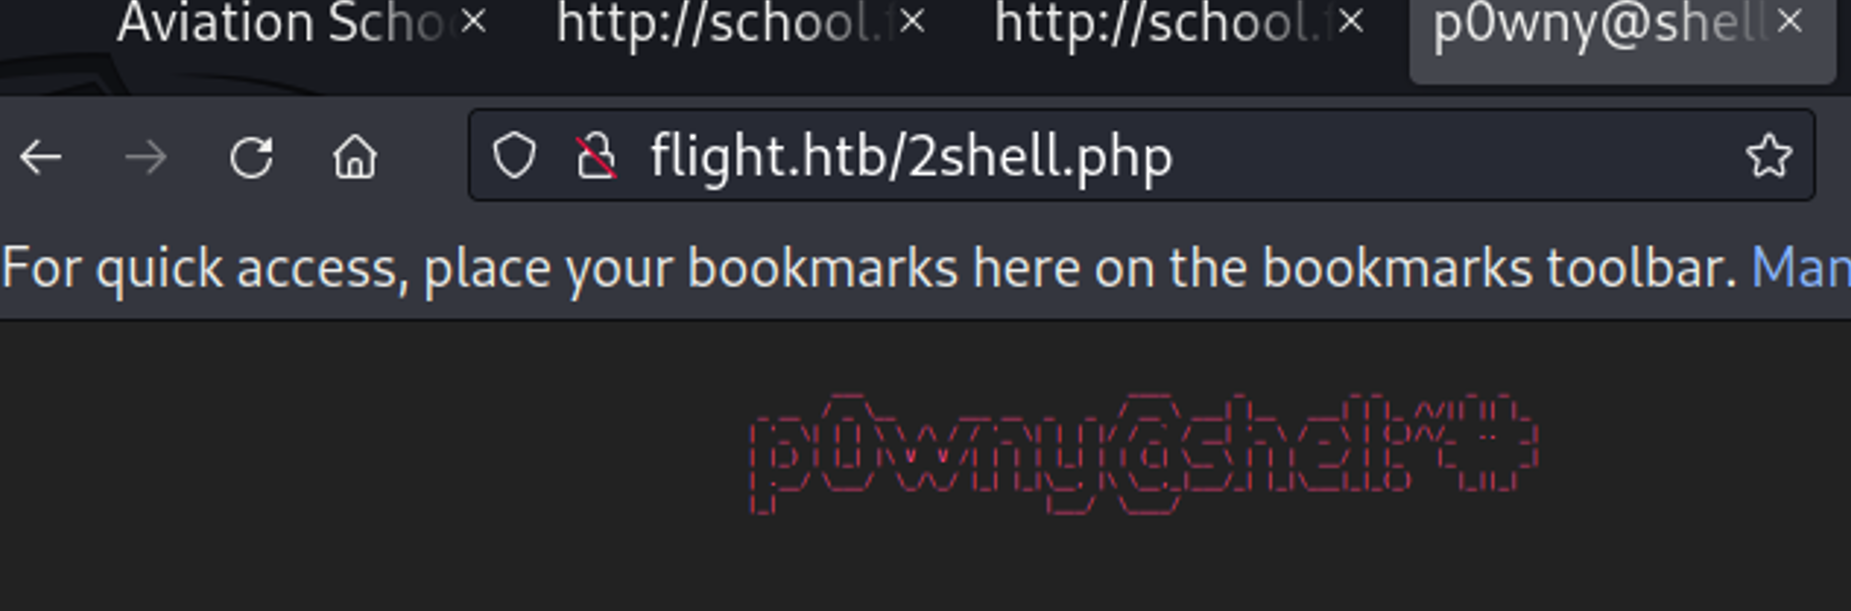 Aviation Scho
http://school.f
http://school.f
p0wny@shell
flight.htb/2shell.php
For quick access, place your bookmarks here on the bookmarks toolbar. Man
p0wny@shell:~#